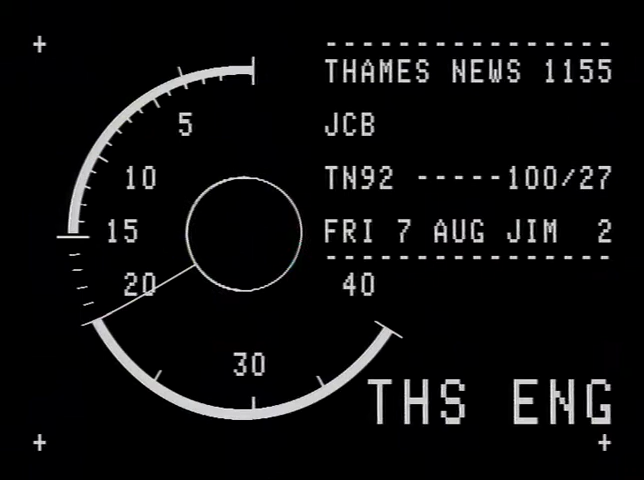 THAMES NEWS 1155
JCB
TN92 -----100/27
FRI 7 AUG JIM 2
5
10
15
20
30
40
THS ENG